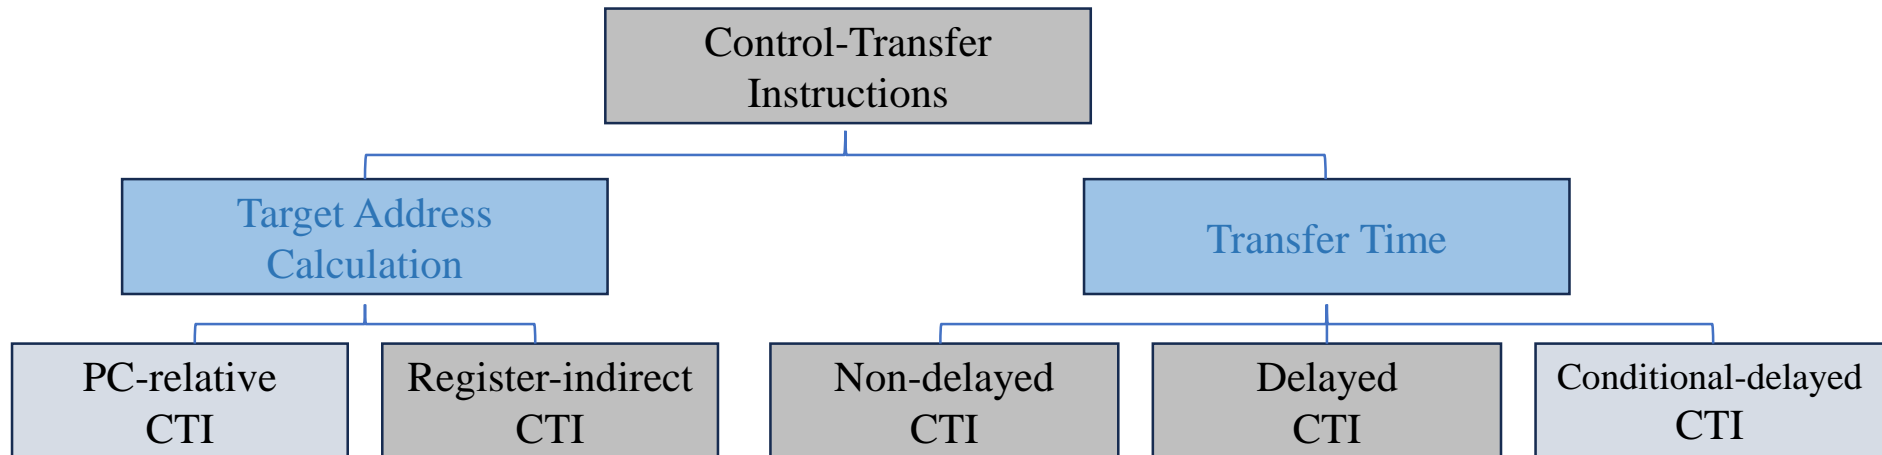 Control-Transfer
Instructions
Target Address
Calculation
Transfer Time
PC-relative
CTI
Register-indirect
CTI
Non-delayed
CTI
Delayed
CTI
Conditional-delayed
CTI